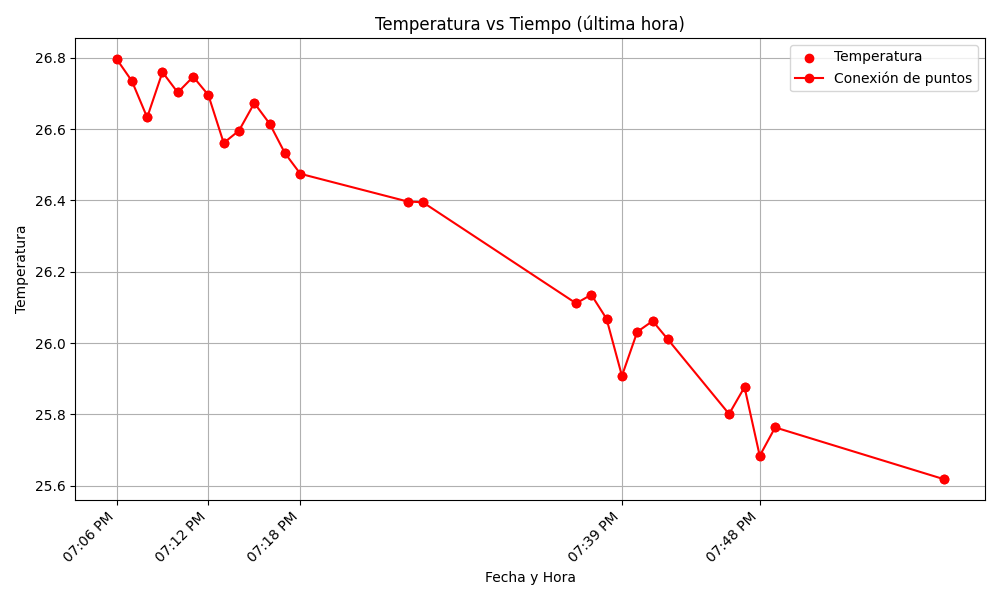 Temperatura vs Tiempo (última hora)
Temperatura
Conexión de puntos
26.8
26.6
26.4
26.2
26.0
25.8
25.6
Temperatura
07:06 PM
07:12 PM
07:18 PM
07:39 PM
07:48 PM
Fecha y Hora